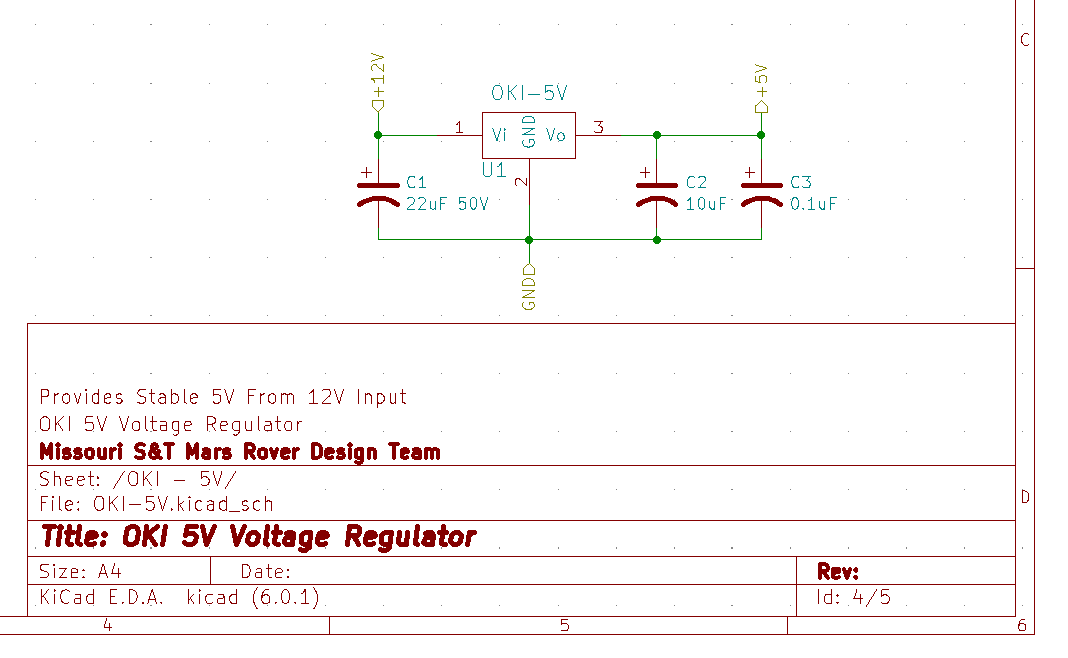 C
+12V
+5V
OKI-5V
1
Vi
GND
Vo
3
U1
2
+
C1
22uF 50V
+
C2
10uF
+
C3
0.1uF
GND
Provides Stable 5V From 12V Input
OKI 5V Voltage Regulator
Missouri S&T Mars Rover Design Team
Sheet: /OKI - 5V/
File: OKI-5V.kicad_sch
D
Title: OKI 5V Voltage Regulator
Size: A4
Date:
Rev:
KiCad E.D.A. kicad (6.0.1)
Id: 4/5
4
5
6